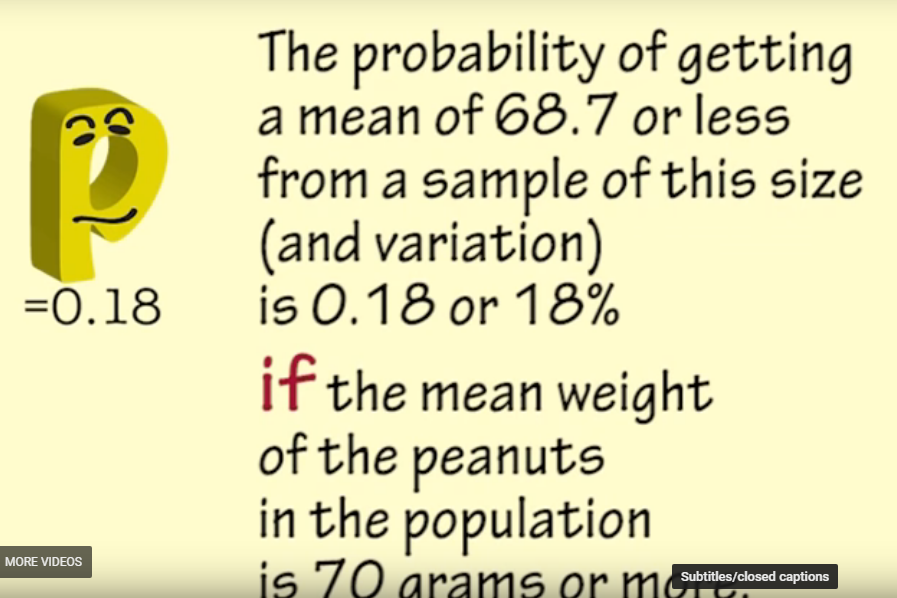 The probability of getting
a mean of 68.7 or less
from a sample of this size
(and variation)
is 0.18 or 18%
if the mean weight
of the peanuts
in the population
is 70 grams or more.
p
=0.18
MORE VIDEOS
Subtitles/closed captions